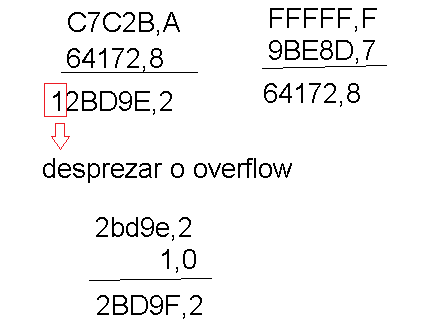 C7C2B,A
64172,8
12BD9E,2
desprezar o overflow
FFFFF,F
9BE8D,7
64172,8
2bd9e,2
1,0
2BD9F,2